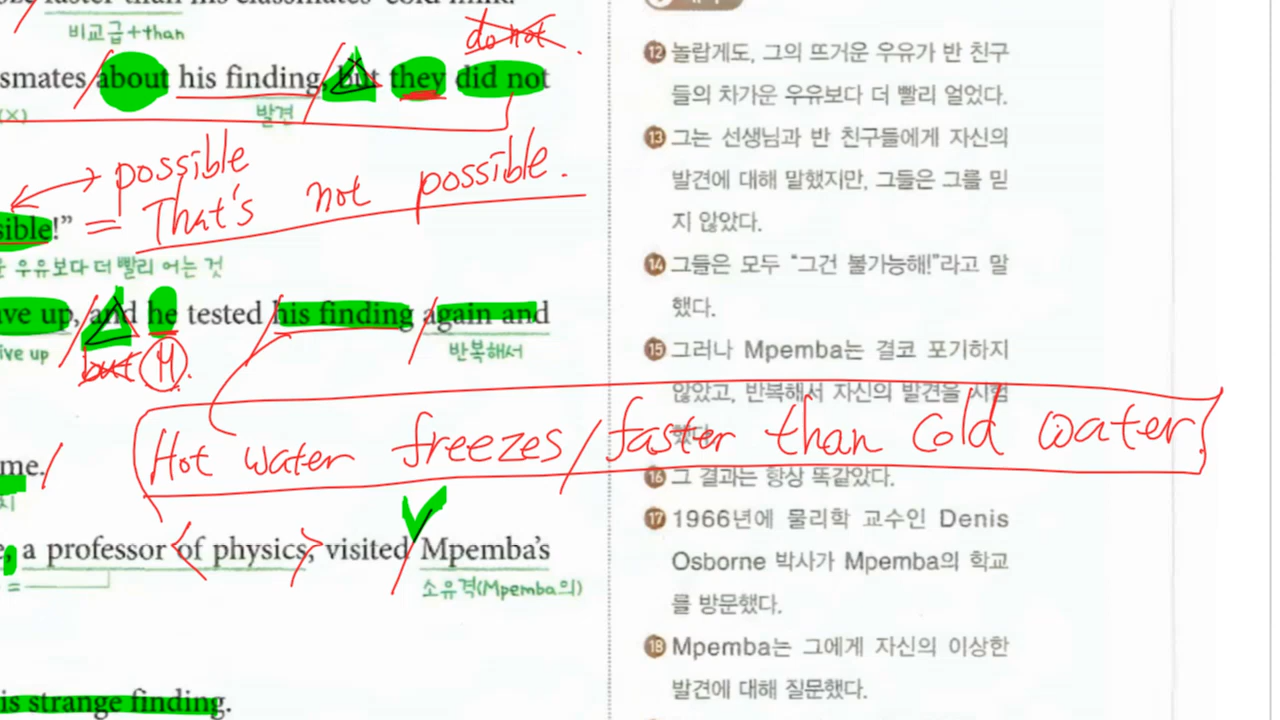 faster than his classmates' cold milk.
비교급+than
do not.
smates about his finding, but they did not
(×)
발견
possible
sible!” = That's not possible.
우유보다 더 빨리 어는 것
ve up, and he tested his finding again and
ive up
but M.
반복해서
Hot water freezes/faster than cold water.
me.
, a professor <of physics>, visited Mpemba’s
=
소유격(Mpemba의)
is strange finding.
12 놀랍게도, 그의 뜨거운 우유가 반 친구
들의 차가운 우유보다 더 빨리 얼었다.
13 그는 선생님과 반 친구들에게 자신의
발견에 대해 말했지만, 그들은 그를 믿
지 않았다.
14 그들은 모두 “그건 불가능해!”라고 말
했다.
15 그러나 Mpemba는 결코 포기하지
않았고, 반복해서 자신의 발견을 시험
했다.
16 그 결과는 항상 똑같았다.
17 1966년에 물리학 교수인 Denis
Osborne 박사가 Mpemba의 학교
를 방문했다.
18 Mpemba는 그에게 자신의 이상한
발견에 대해 질문했다.